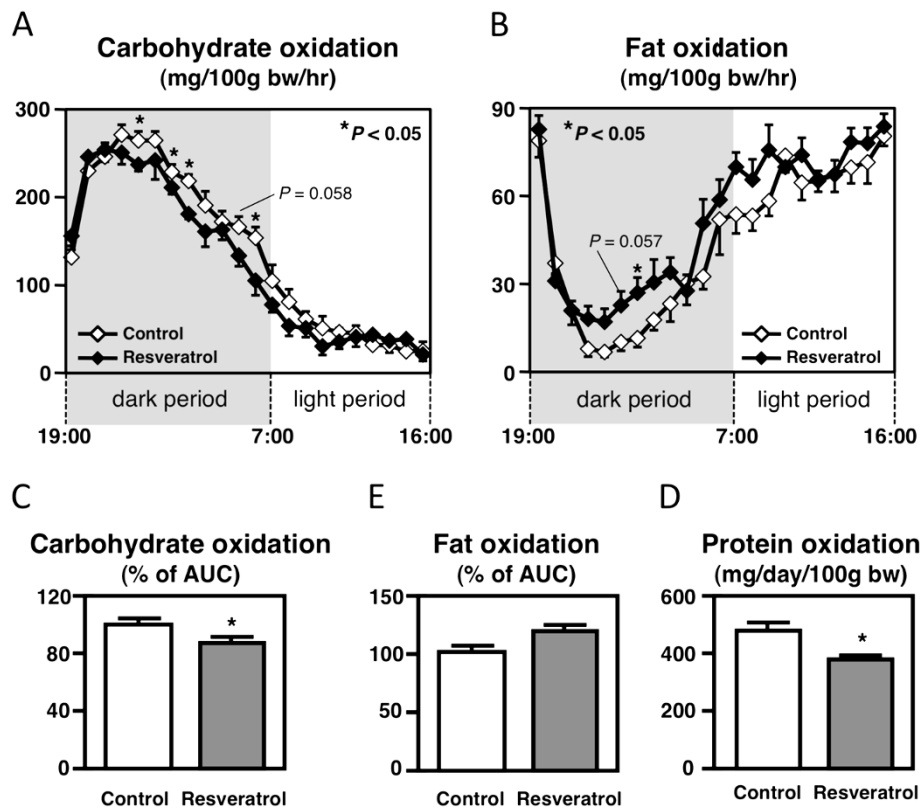 A
Carbohydrate oxidation
(mg/100g bw/hr)
300
200
100
0
*
*
*
*
* P < 0.05
P = 0.058
Control
Resveratrol
dark period
light period
19:00
7:00
16:00
B
Fat oxidation
(mg/100g bw/hr)
90
60
30
0
* P < 0.05
P = 0.057
*
Control
Resveratrol
dark period
light period
19:00
7:00
16:00
C
Carbohydrate oxidation
(% of AUC)
120
80
40
0
*
Control Resveratrol
E
Fat oxidation
(% of AUC)
150
100
50
0
Control Resveratrol
D
Protein oxidation
(mg/day/100g bw)
600
400
200
0
*
Control Resveratrol